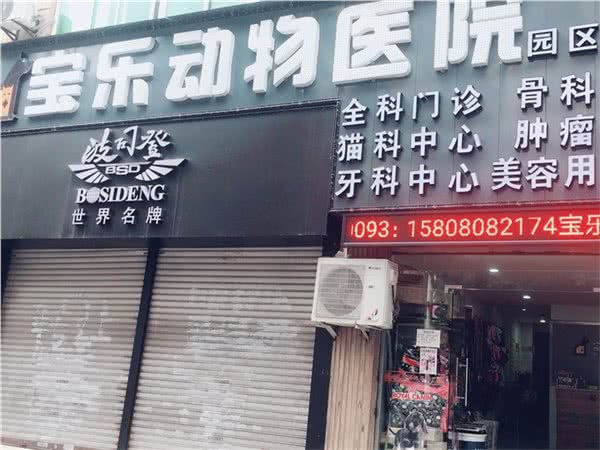 宝乐动物医院园区
波司登
BSD
BOSIDENG
世界名牌
全科门诊 骨科
猫科中心 肿瘤
牙科中心美容用
093: 15808082174宝乐
ROYAL CANIN